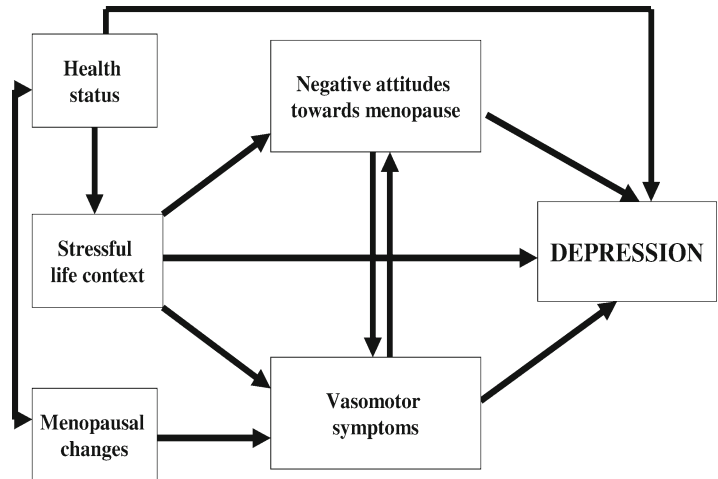 Health
status
Negative attitudes
towards menopause
Stressful
life context
DEPRESSION
Menopausal
changes
Vasomotor
symptoms